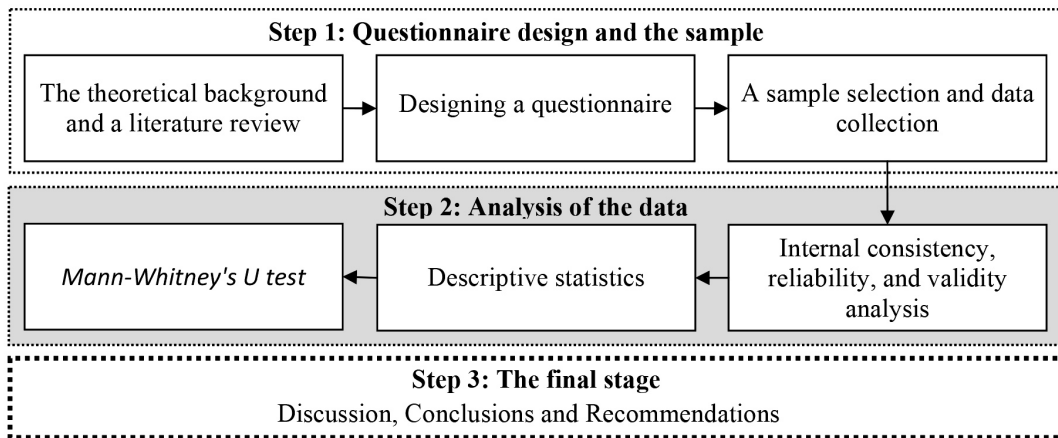 Step 1: Questionnaire design and the sample
The theoretical background
and a literature review
Designing a questionnaire
A sample selection and data
collection
Step 2: Analysis of the data
Mann-Whitney's U test
Descriptive statistics
Internal consistency,
reliability, and validity
analysis
Step 3: The final stage
Discussion, Conclusions and Recommendations